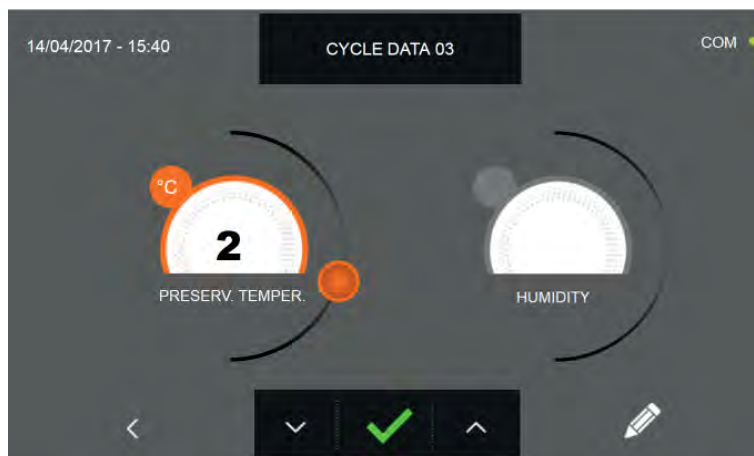 14/04/2017 - 15:40
CYCLE DATA 03
COM
°C
2
PRESERV. TEMPER.
HUMIDITY